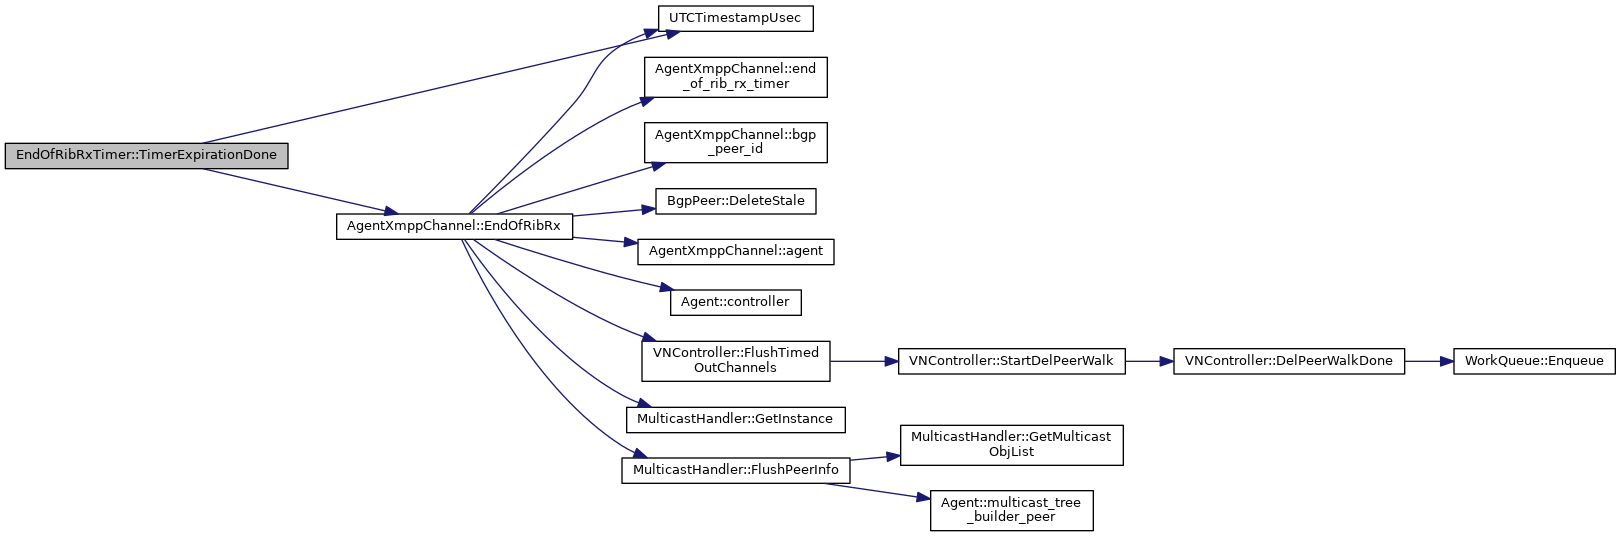 UTCTimestampUsec
AgentXmppChannel::end
_of_rib_rx_timer
AgentXmppChannel::bgp
_peer_id
EndOfRibRxTimer::TimerExpirationDone
BgpPeer::DeleteStale
AgentXmppChannel::EndOfRibRx
AgentXmppChannel::agent
Agent::controller
VNController::FlushTimed
OutChannels
VNController::StartDelPeerWalk
VNController::DelPeerWalkDone
WorkQueue::Enqueue
MulticastHandler::GetInstance
MulticastHandler::GetMulticast
ObjList
MulticastHandler::FlushPeerInfo
Agent::multicast_tree
_builder_peer